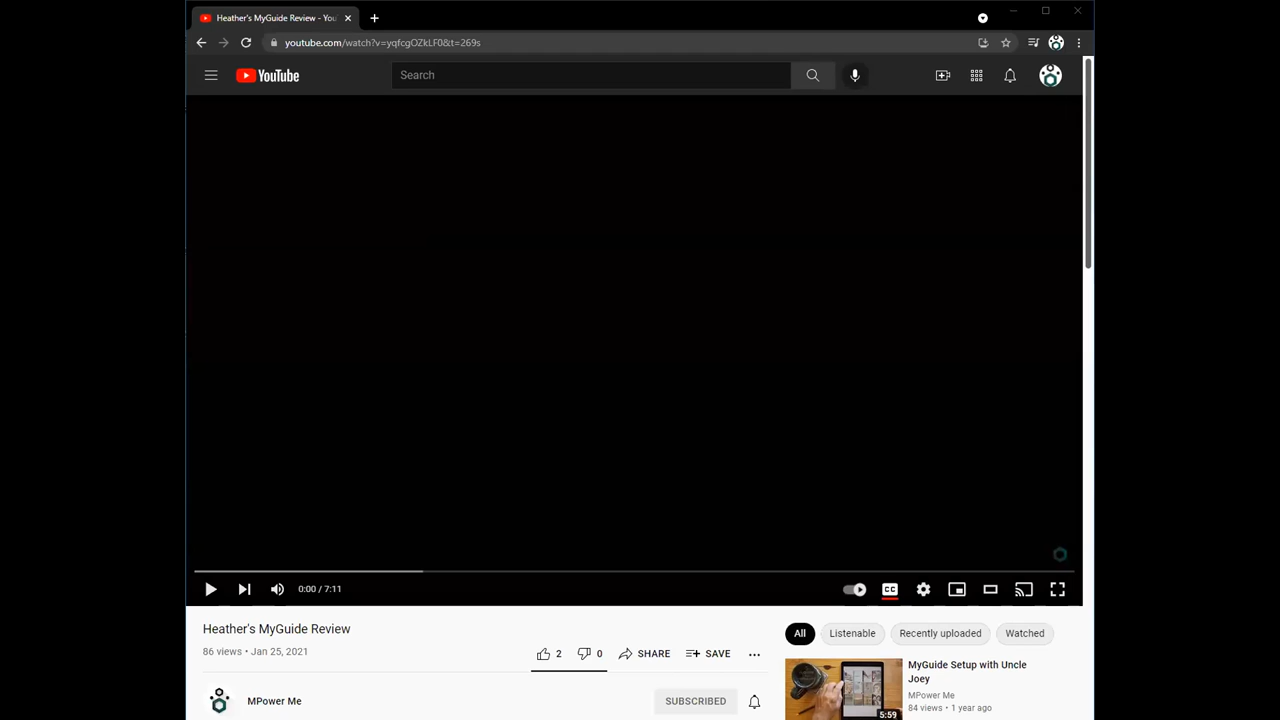 Heather's MyGuide Review - You
youtube.com/watch?v=yqfcgOZkLF0&t=269s
YouTube
Search
0:00 / 7:11
CC
Heather's MyGuide Review
86 views • Jan 25, 2021
2
0
SHARE
SAVE
MPower Me
SUBSCRIBED
All
Listenable
Recently uploaded
Watched
MyGuide Setup with Uncle
Joey
MPower Me
84 views • 1 year ago
5:59